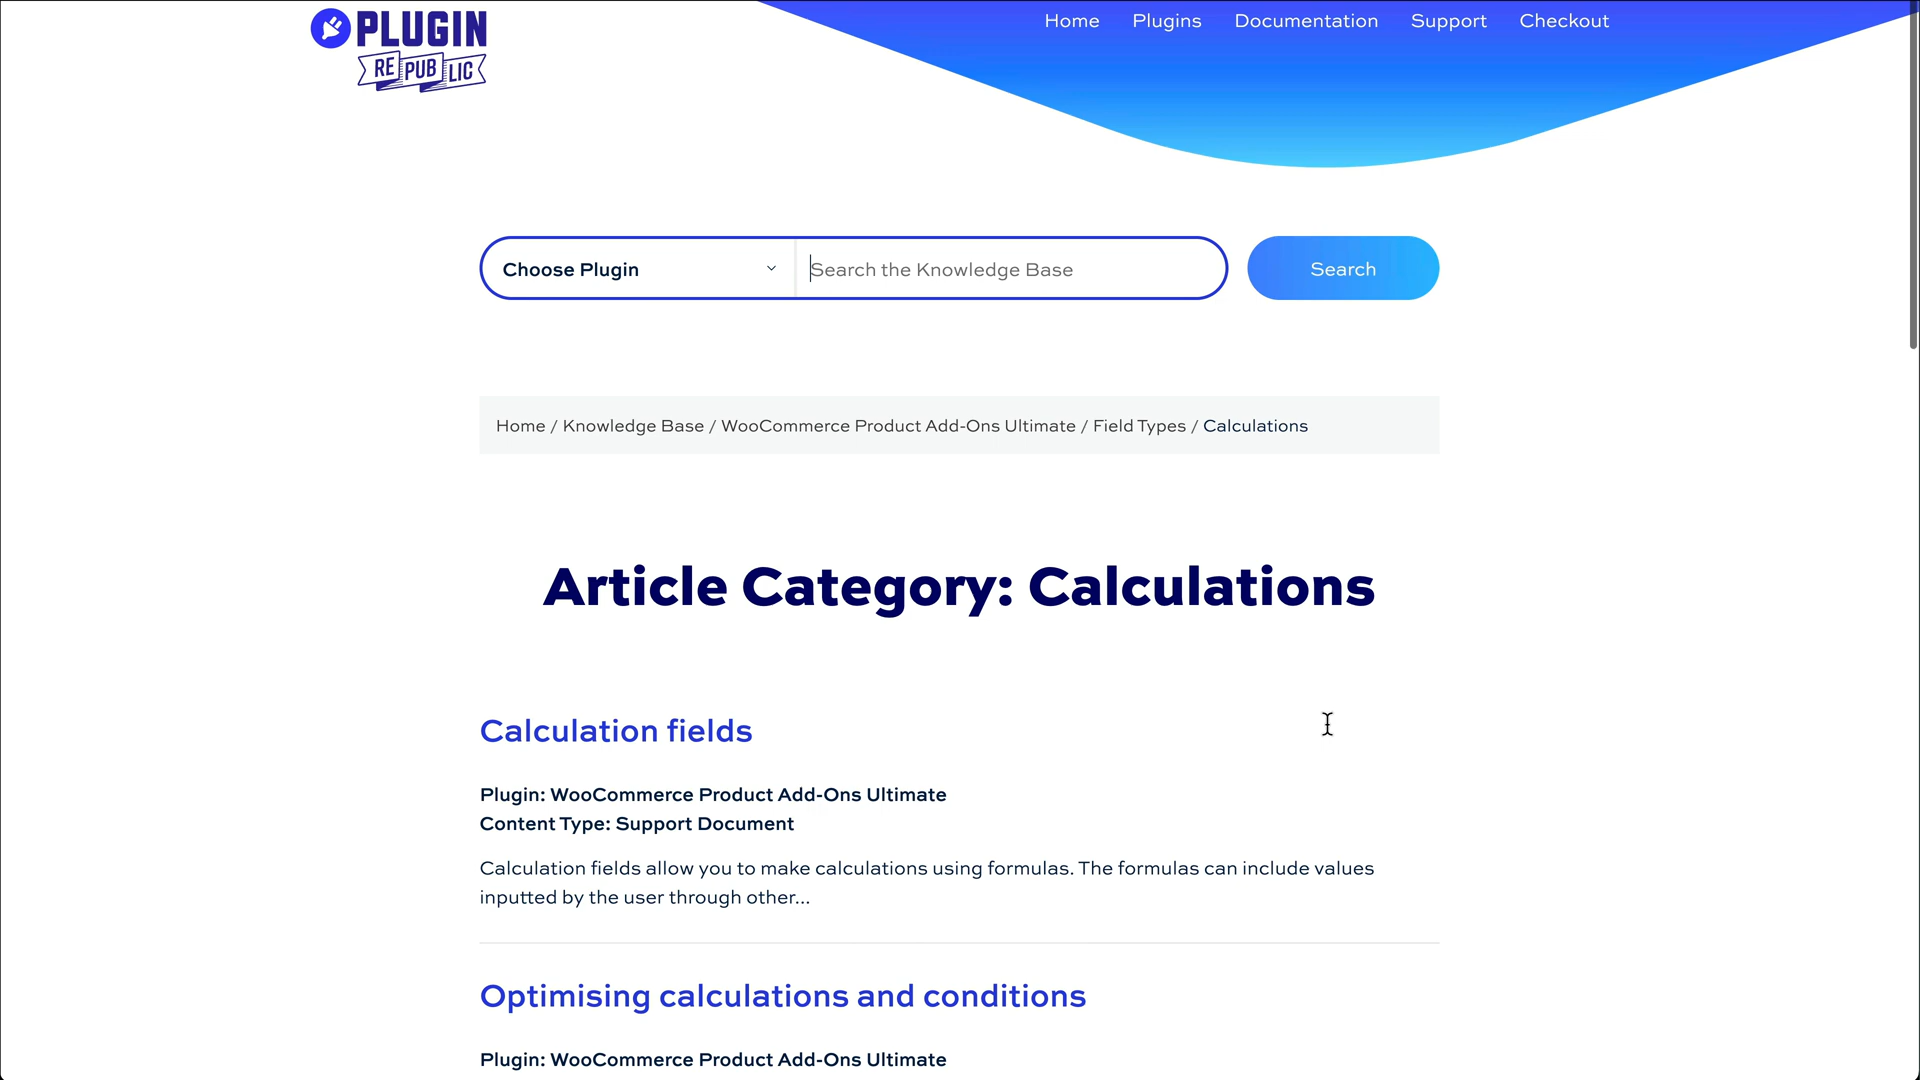 PLUGIN
REPUBLIC
Home Plugins Documentation Support Checkout
Choose Plugin
Search the Knowledge Base
Search
Home / Knowledge Base / WooCommerce Product Add-Ons Ultimate / Field Types / Calculations
Article Category: Calculations
Calculation fields
Plugin: WooCommerce Product Add-Ons Ultimate
Content Type: Support Document
Calculation fields allow you to make calculations using formulas. The formulas can include values
inputted by the user through other...
Optimising calculations and conditions
Plugin: WooCommerce Product Add-Ons Ultimate